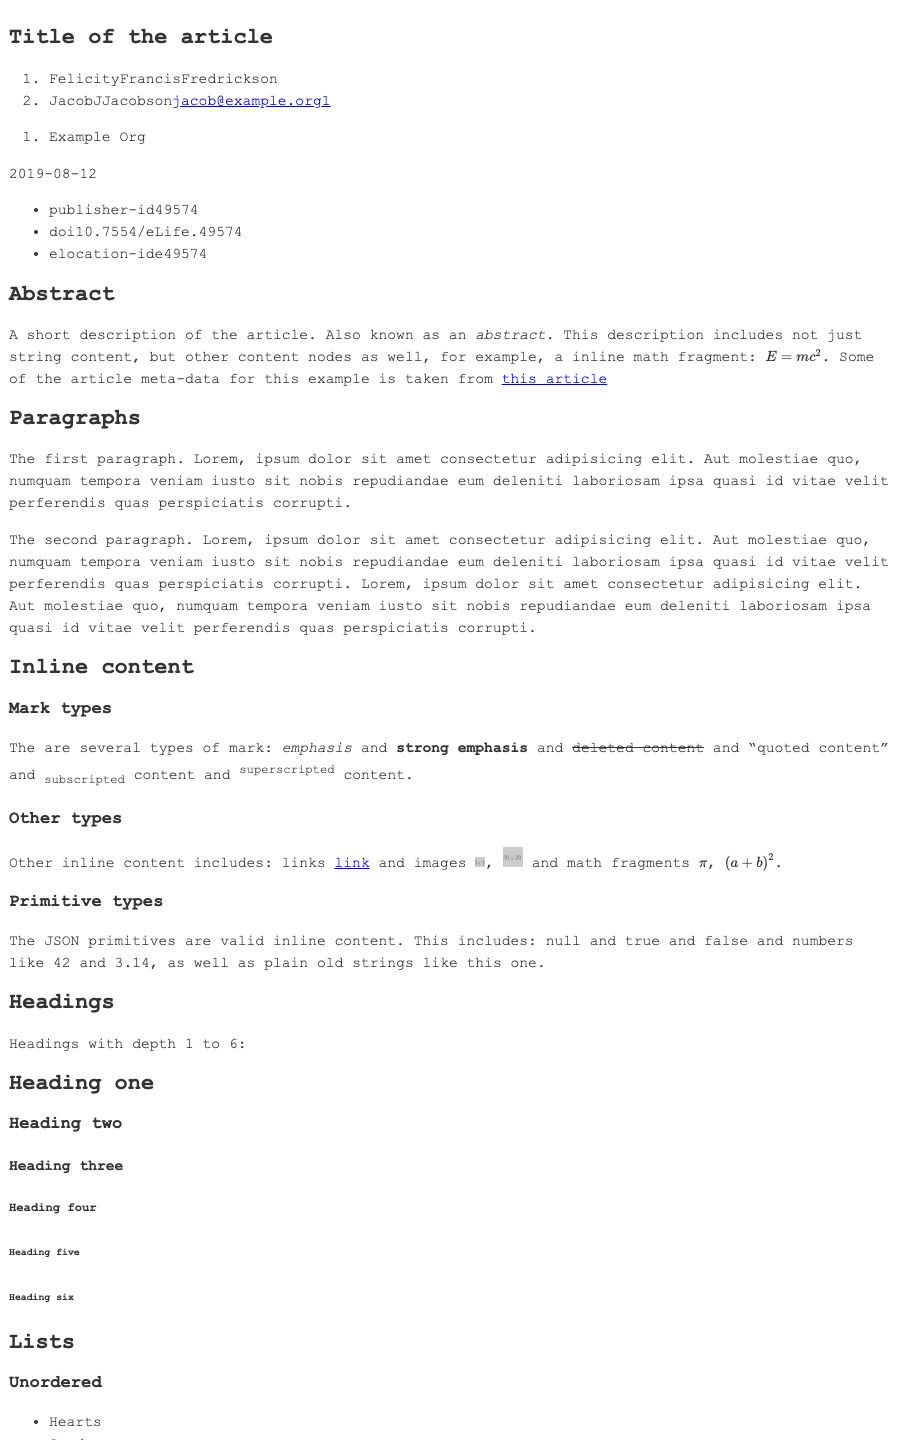 Title of the article
1. FelicityFrancisFredrickson
2. JacobJJacobsonjacob@example.org1
1. Example Org
2019-08-12
• publisher-id49574
• doi10.7554/eLife.49574
• elocation-ide49574
Abstract
A short description of the article. Also known as an abstract. This description includes not just
string content, but other content nodes as well, for example, a inline math fragment: E = mc². Some
of the article meta-data for this example is taken from this article
Paragraphs
The first paragraph. Lorem, ipsum dolor sit amet consectetur adipisicing elit. Aut molestiae quo,
numquam tempora veniam iusto sit nobis repudiandae eum deleniti laboriosam ipsa quasi id vitae velit
perferendis quas perspiciatis corrupti.
The second paragraph. Lorem, ipsum dolor sit amet consectetur adipisicing elit. Aut molestiae quo,
numquam tempora veniam iusto sit nobis repudiandae eum deleniti laboriosam ipsa quasi id vitae velit
perferendis quas perspiciatis corrupti. Lorem, ipsum dolor sit amet consectetur adipisicing elit.
Aut molestiae quo, numquam tempora veniam iusto sit nobis repudiandae eum deleniti laboriosam ipsa
quasi id vitae velit perferendis quas perspiciatis corrupti.
Inline content
Mark types
The are several types of mark: emphasis and strong emphasis and deleted content and “quoted content”
and subscripted content and superscripted content.
Other types
Other inline content includes: links link and images , 20×20 and math fragments π, (a + b)².
Primitive types
The JSON primitives are valid inline content. This includes: null and true and false and numbers
like 42 and 3.14, as well as plain old strings like this one.
Headings
Headings with depth 1 to 6:
Heading one
Heading two
Heading three
Heading four
Heading five
Heading six
Lists
Unordered
• Hearts